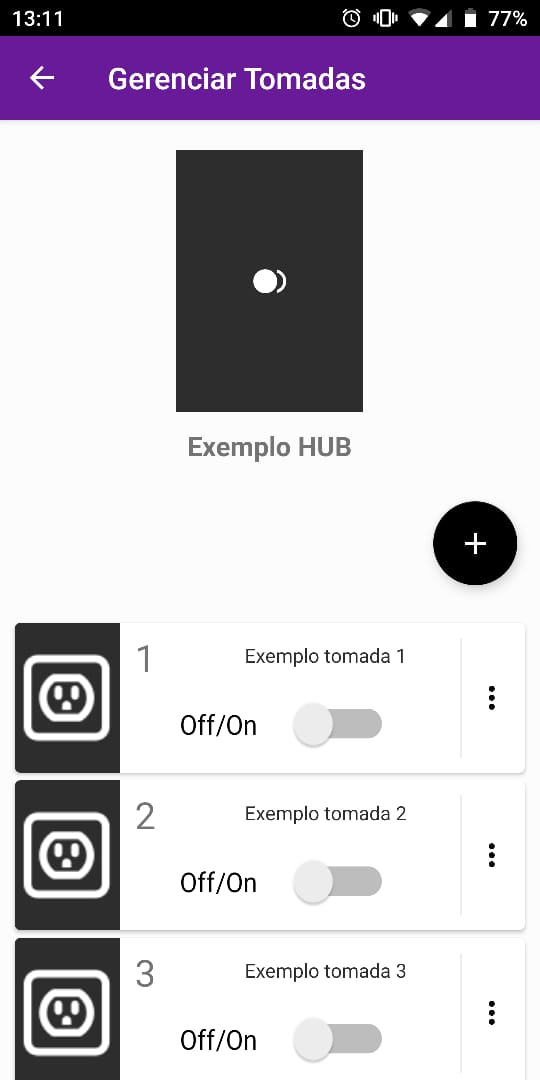 13:11
77%
Gerenciar Tomadas
Exemplo HUB
1
Exemplo tomada 1
Off/On
2
Exemplo tomada 2
Off/On
3
Exemplo tomada 3
Off/On